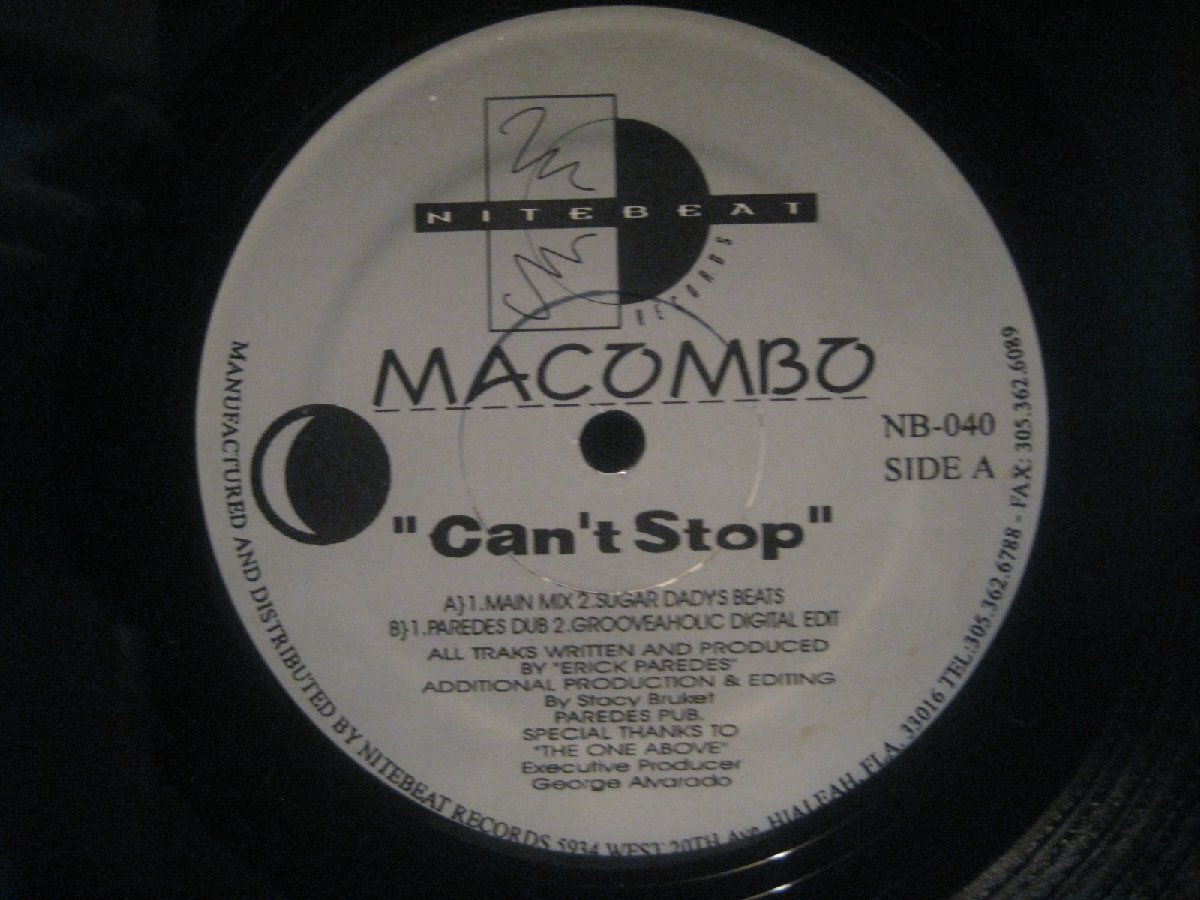 NITEBEAT
RECORDS
MACOMBO
NB-040
SIDE A
"Can't Stop"
A}1.MAIN MIX 2.SUGAR DADYS BEATS
B}1.PAREDES DUB 2.GROOVEAHOLIC DIGITAL EDIT
ALL TRAKS WRITTEN AND PRODUCED
BY "ERICK PAREDES"
ADDITIONAL PRODUCTION & EDITING
By Stacy Bruket
PAREDES PUB.
SPECIAL THANKS TO
"THE ONE ABOVE"
Executive Producer
George Alvarado
MANUFACTURED AND DISTRIBUTED BY NITEBEAT RECORDS 5934 WEST 20TH Ave. HIALEAH, FLA. 33016 TEL:305.362.6788 - FAX: 305.362.6089